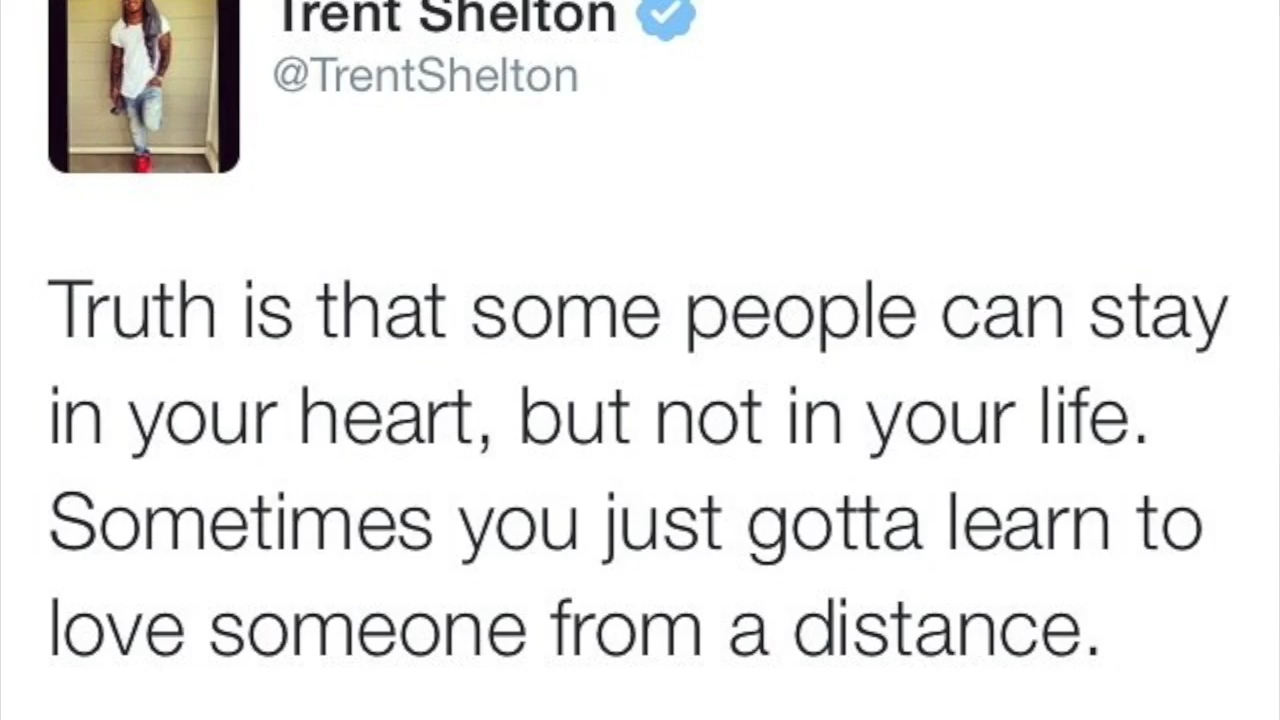 Trent Shelton
@TrentShelton
Truth is that some people can stay
in your heart, but not in your life.
Sometimes you just gotta learn to
love someone from a distance.